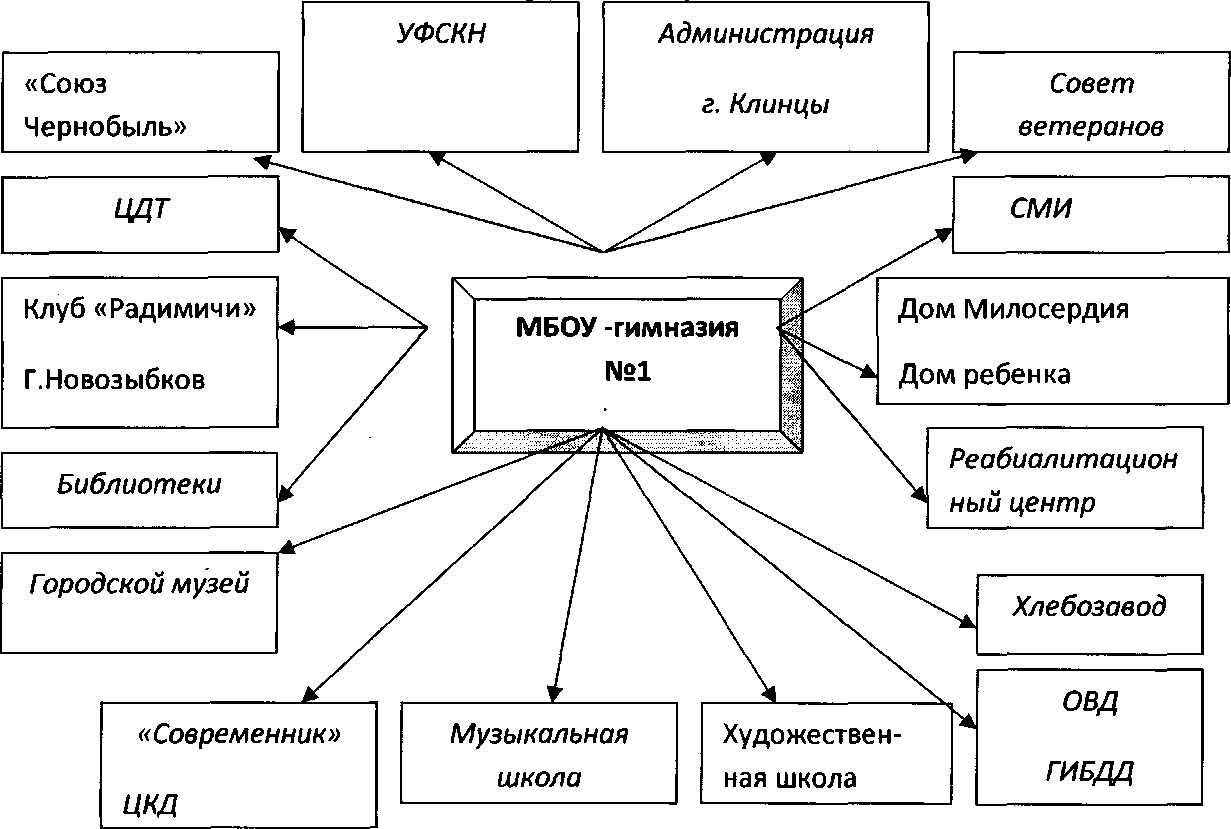 УФСКН
Администрация
г. Клинцы
«Союз
Чернобыль»
Совет
ветеранов
ЦДТ
СМИ
Клуб «Радимичи»
Г.Новозыбков
МБОУ -гимназия
№1
Дом Милосердия
Дом ребенка
Библиотеки
Реабиалитацион
ный центр
Городской музей
Хлебозавод
«Современник»
ЦКД
Музыкальная
школа
Художествен-
ная школа
ОВД
ГИБДД